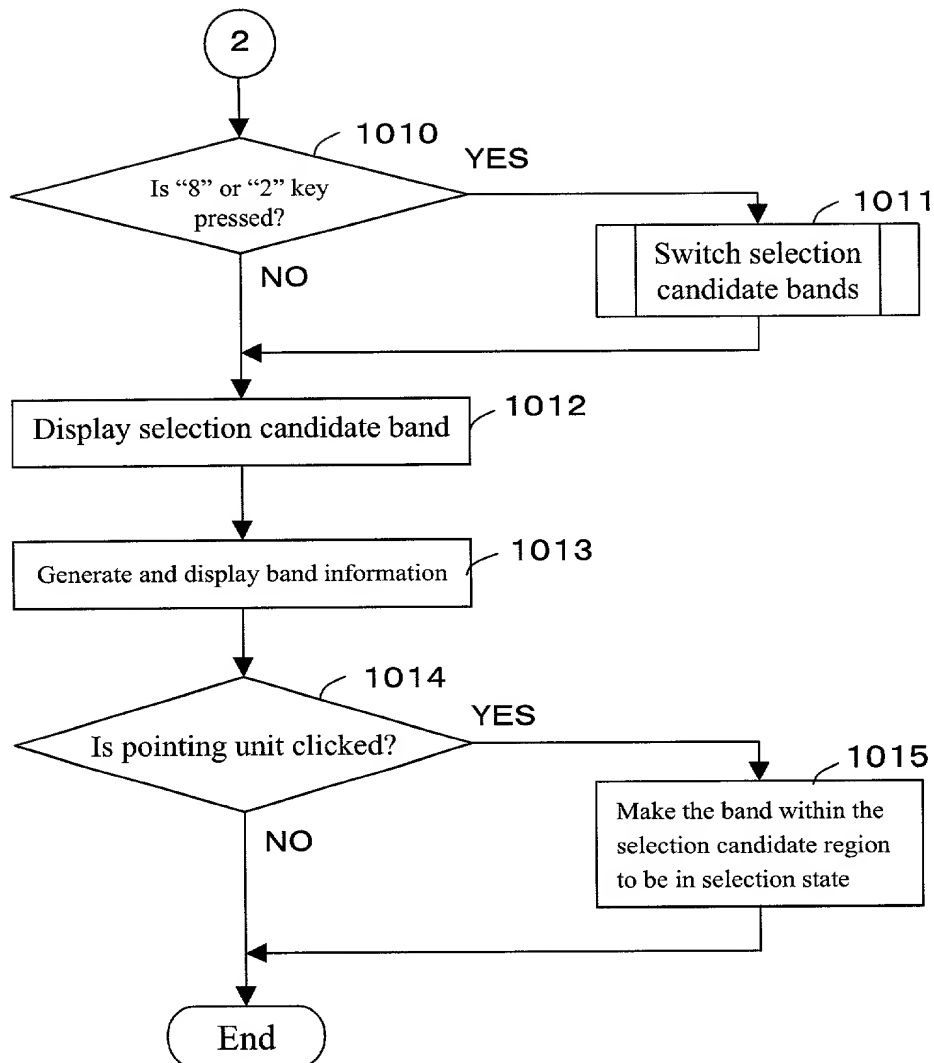 2
1010
Is “8” or “2” key
pressed?
YES
NO
1011
Switch selection
candidate bands
1012
Display selection candidate band
1013
Generate and display band information
1014
Is pointing unit clicked?
YES
NO
1015
Make the band within the
selection candidate region
to be in selection state
End